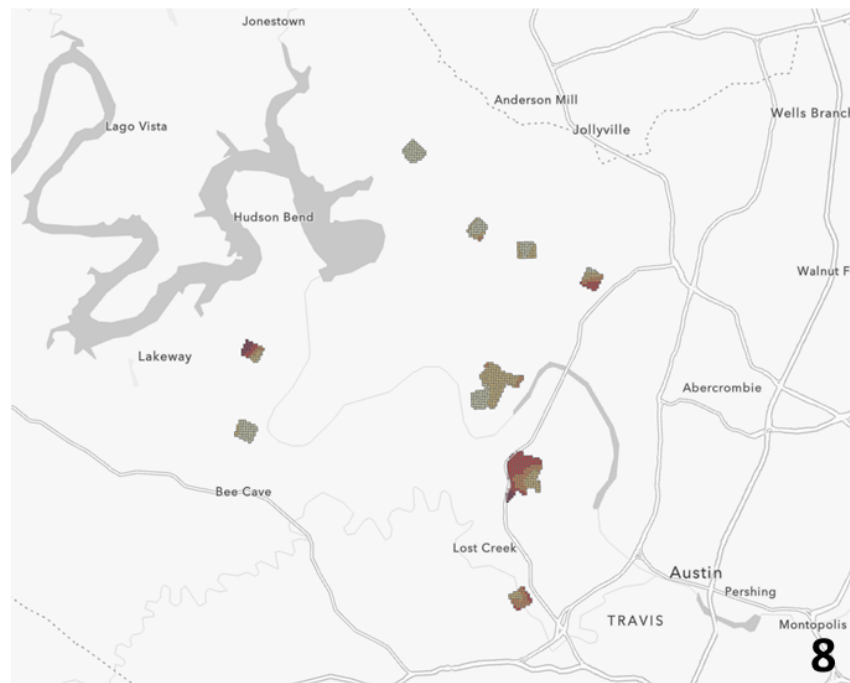 Jonestown
Anderson Mill
Wells Branch
Lago Vista
Jollyville
Hudson Bend
Walnut F
Lakeway
Abercrombie
Bee Cave
Lost Creek
Austin
Pershing
TRAVIS
Montopolis
8